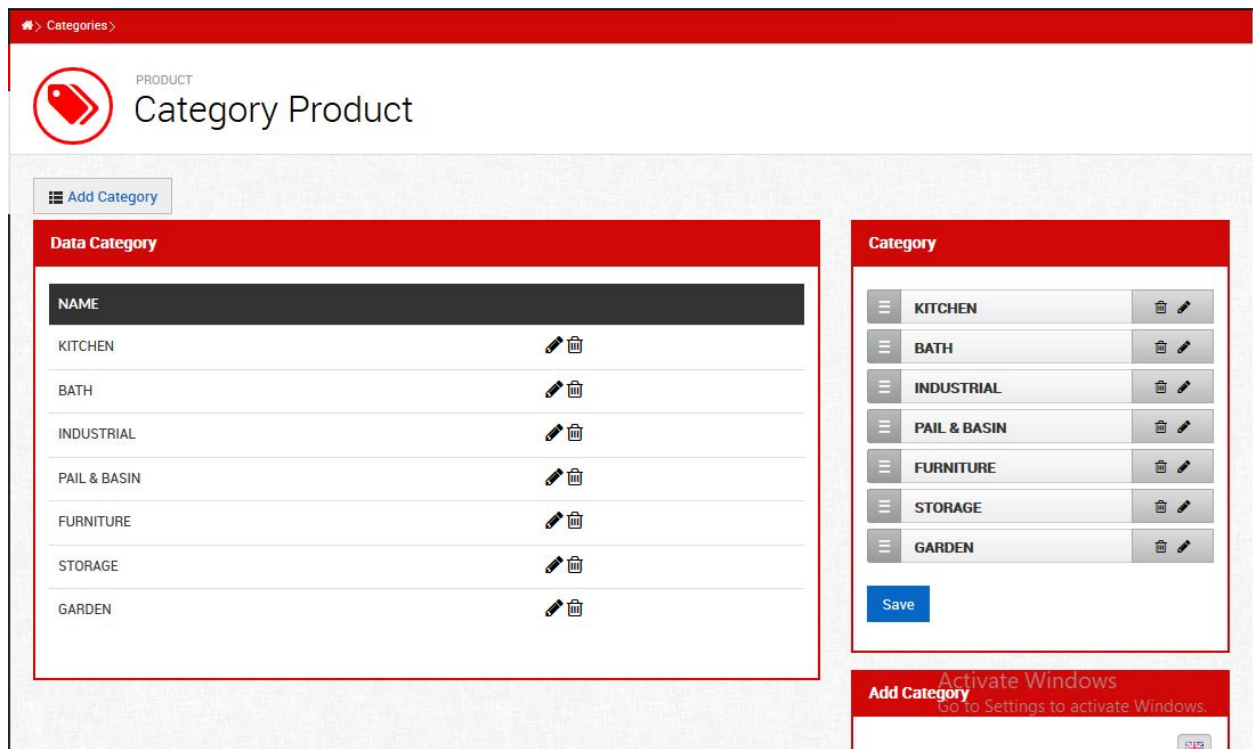 Categories
PRODUCT
Category Product
Add Category
Data Category
NAME
KITCHEN
BATH
INDUSTRIAL
PAIL & BASIN
FURNITURE
STORAGE
GARDEN
Category
KITCHEN
BATH
INDUSTRIAL
PAIL & BASIN
FURNITURE
STORAGE
GARDEN
Save
Add Category
Activate Windows
Go to Settings to activate Windows.